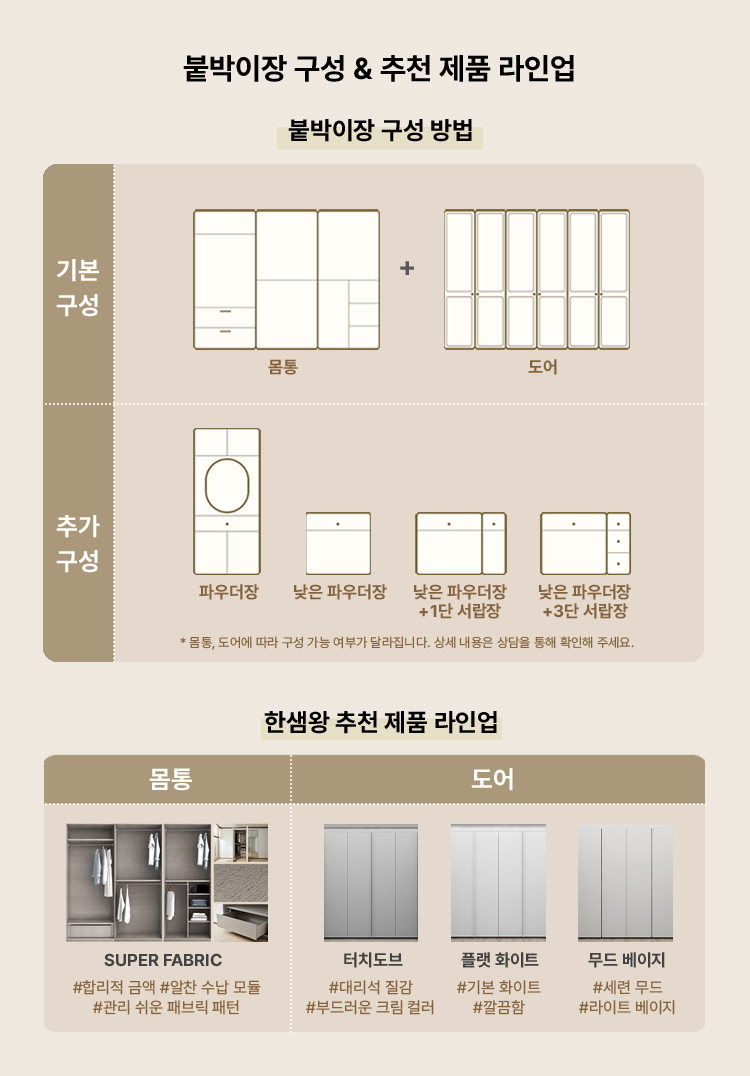 붙박이장 구성 & 추천 제품 라인업
붙박이장 구성 방법
기본
구성
+
몸통
도어
추가
구성
파우더장
낮은 파우더장
낮은 파우더장
+1단 서랍장
낮은 파우더장
+3단 서랍장
* 몸통, 도어에 따라 구성 가능 여부가 달라집니다. 상세 내용은 상담을 통해 확인해 주세요.
한샘왕 추천 제품 라인업
몸통
도어
SUPER FABRIC
#합리적 금액 #알찬 수납 모듈
#관리 쉬운 패브릭 패턴
터치도브
#대리석 질감
#부드러운 크림 컬러
플랫 화이트
#기본 화이트
#깔끔함
무드 베이지
#세련 무드
#라이트 베이지